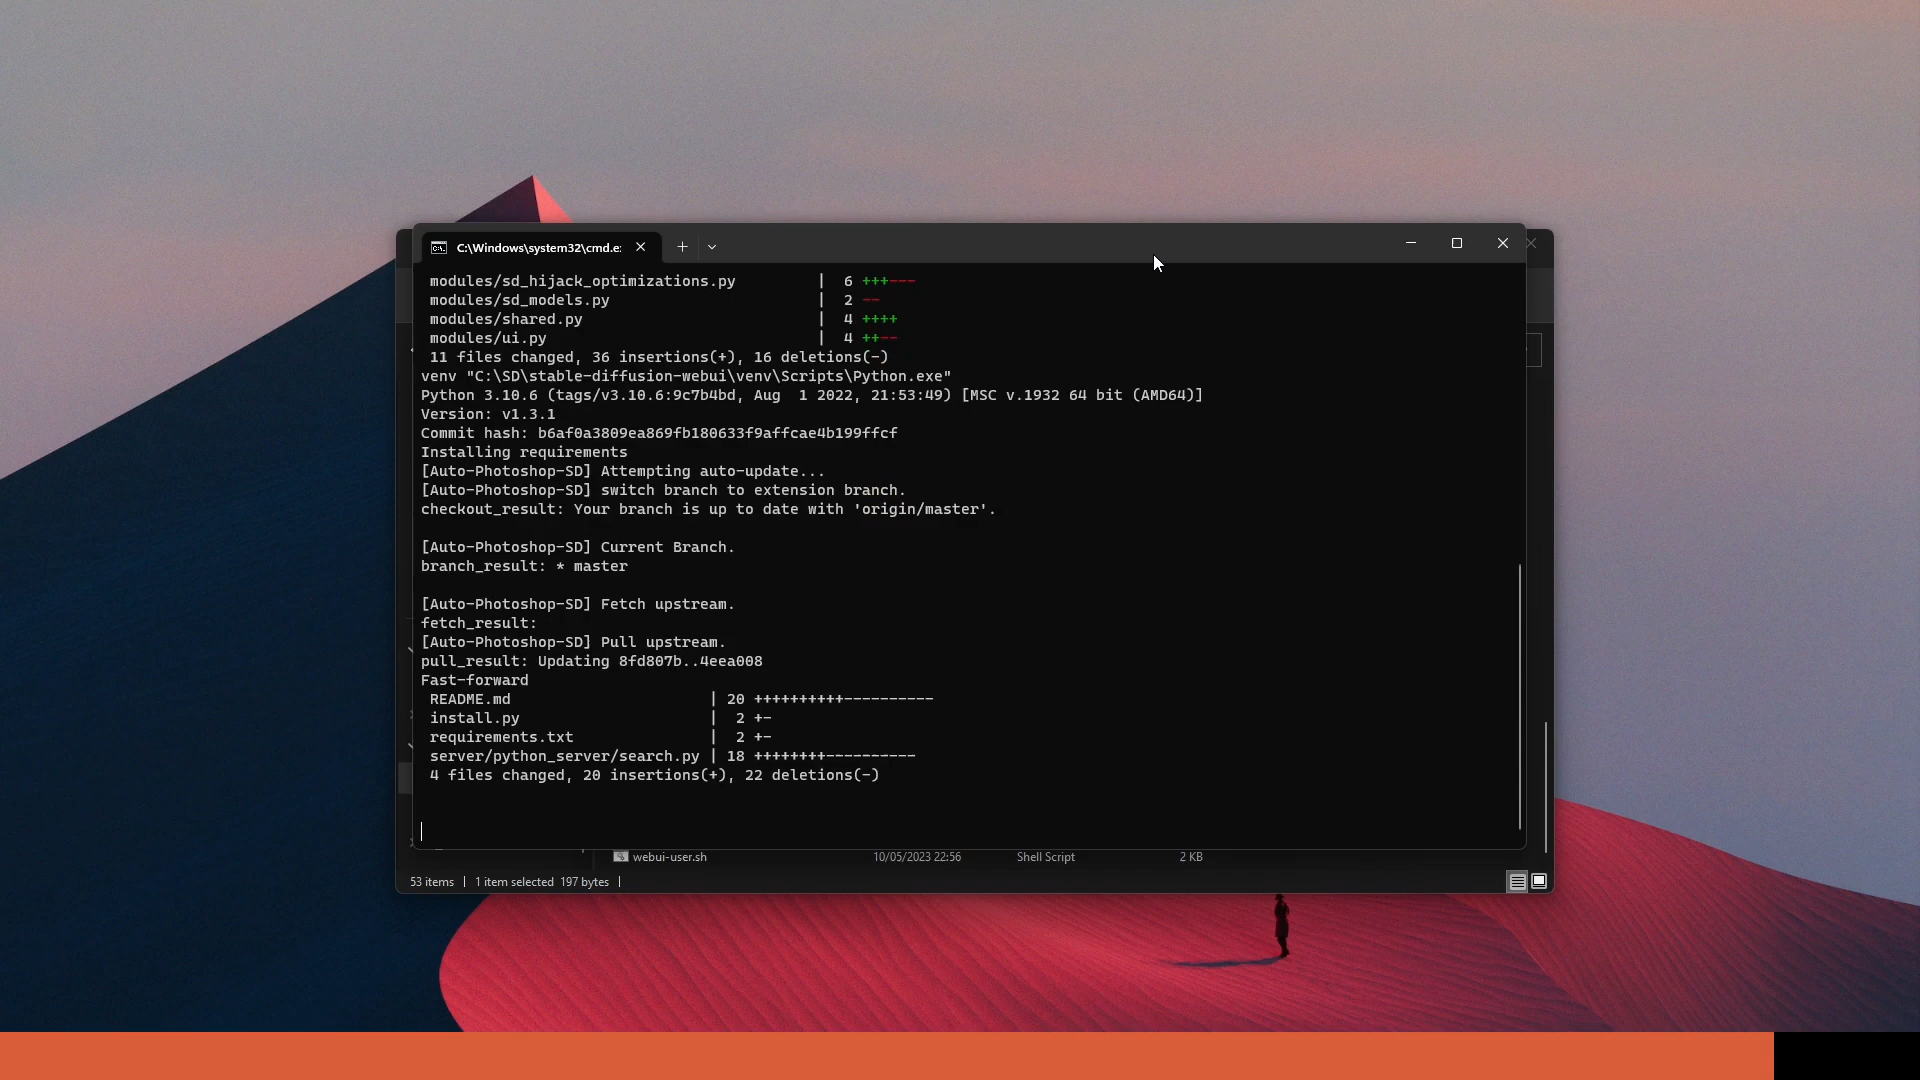 C:\Windows\system32\cmd.e:
modules/sd_hijack_optimizations.py | 6 +++---
modules/sd_models.py | 2 --
modules/shared.py | 4 ++++
modules/ui.py | 4 ++--
11 files changed, 36 insertions(+), 16 deletions(-)
venv "C:\SD\stable-diffusion-webui\venv\Scripts\Python.exe"
Python 3.10.6 (tags/v3.10.6:9c7b4bd, Aug  1 2022, 21:53:49) [MSC v.1932 64 bit (AMD64)]
Version: v1.3.1
Commit hash: b6af0a3809ea869fb180633f9affcae4b199ffcf
Installing requirements
[Auto-Photoshop-SD] Attempting auto-update...
[Auto-Photoshop-SD] switch branch to extension branch.
checkout_result: Your branch is up to date with 'origin/master'.
[Auto-Photoshop-SD] Current Branch.
branch_result: * master
[Auto-Photoshop-SD] Fetch upstream.
fetch_result:
[Auto-Photoshop-SD] Pull upstream.
pull_result: Updating 8fd807b..4eea008
Fast-forward
README.md | 20 ++++++++++----------
install.py | 2 +-
requirements.txt | 2 +-
server/python_server/search.py | 18 ++++++++----------
4 files changed, 20 insertions(+), 22 deletions(-)
webui-user.sh 10/05/2023 22:56 Shell Script 2 KB
53 items | 1 item selected 197 bytes |